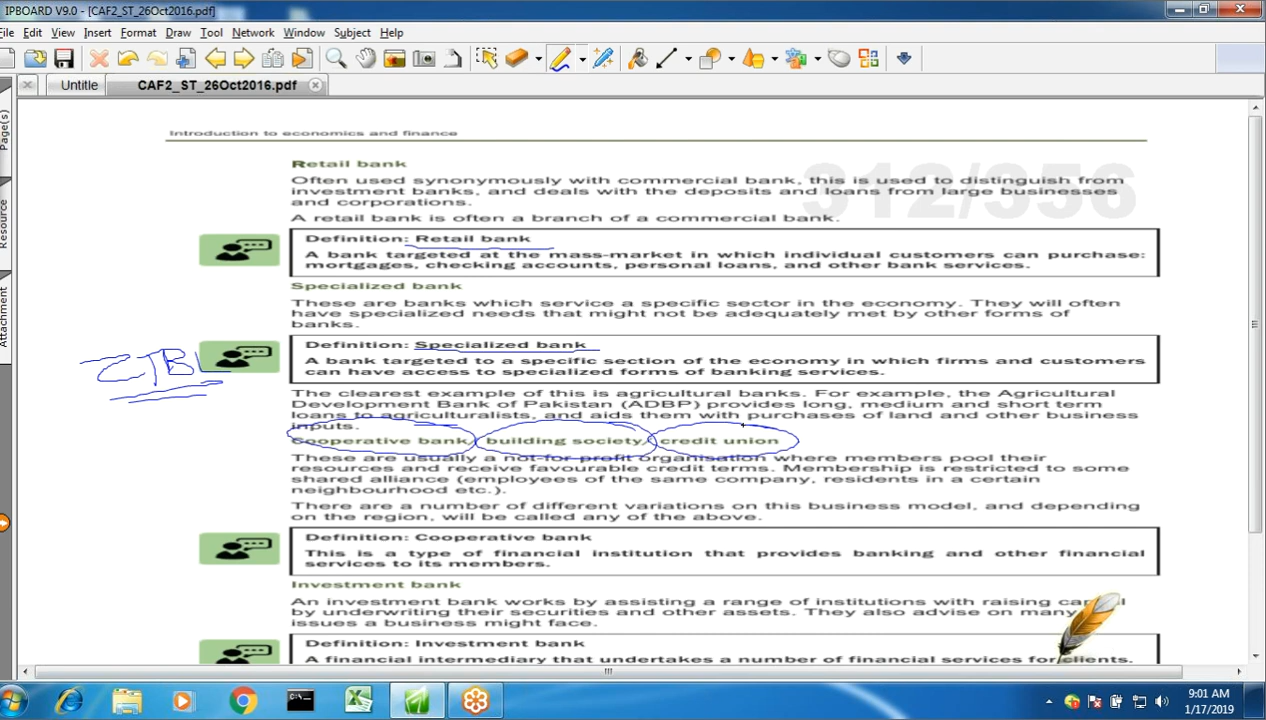 IPBOARD V9.0 - [CAF2_ST_26Oct2016.pdf]
File Edit View Insert Format Draw Tool Network Window Subject Help
Untitle CAF2_ST_26Oct2016.pdf
Page(s)
Resource
Attachment
Introduction to economics and finance
312/356
Retail bank
Often used synonymously with commercial bank, this is used to distinguish from
investment banks, and deals with the deposits and loans from large businesses
and corporations.
A retail bank is often a branch of a commercial bank.
Definition: Retail bank
A bank targeted at the mass-market in which individual customers can purchase:
mortgages, checking accounts, personal loans, and other bank services.
Specialized bank
These are banks which service a specific sector in the economy. They will often
have specialized needs that might not be adequately met by other forms of
banks.
Definition: Specialized bank
A bank targeted to a specific section of the economy in which firms and customers
can have access to specialized forms of banking services.
The clearest example of this is agricultural banks. For example, the Agricultural
Development Bank of Pakistan (ADBP) provides long, medium and short term
loans to agriculturalists, and aids them with purchases of land and other business
inputs.
Cooperative bank/ building society/ credit union
These are usually a not-for-profit organisation where members pool their
resources and receive favourable credit terms. Membership is restricted to some
shared alliance (employees of the same company, residents in a certain
neighbourhood etc.).
There are a number of different variations on this business model, and depending
on the region, will be called any of the above.
Definition: Cooperative bank
This is a type of financial institution that provides banking and other financial
services to its members.
Investment bank
An investment bank works by assisting a range of institutions with raising capital
by underwriting their securities and other assets. They also advise on many
issues a business might face.
Definition: Investment bank
A financial intermediary that undertakes a number of financial services for clients.
9:01 AM
1/17/2019